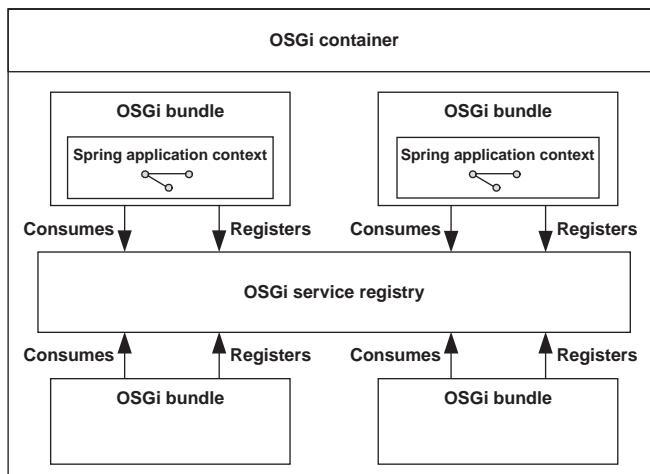 OSGi container
OSGi bundle
OSGi bundle
Spring application context
Spring application context
Consumes
Registers
Consumes
Registers
OSGi service registry
Consumes
Registers
Consumes
Registers
OSGi bundle
OSGi bundle